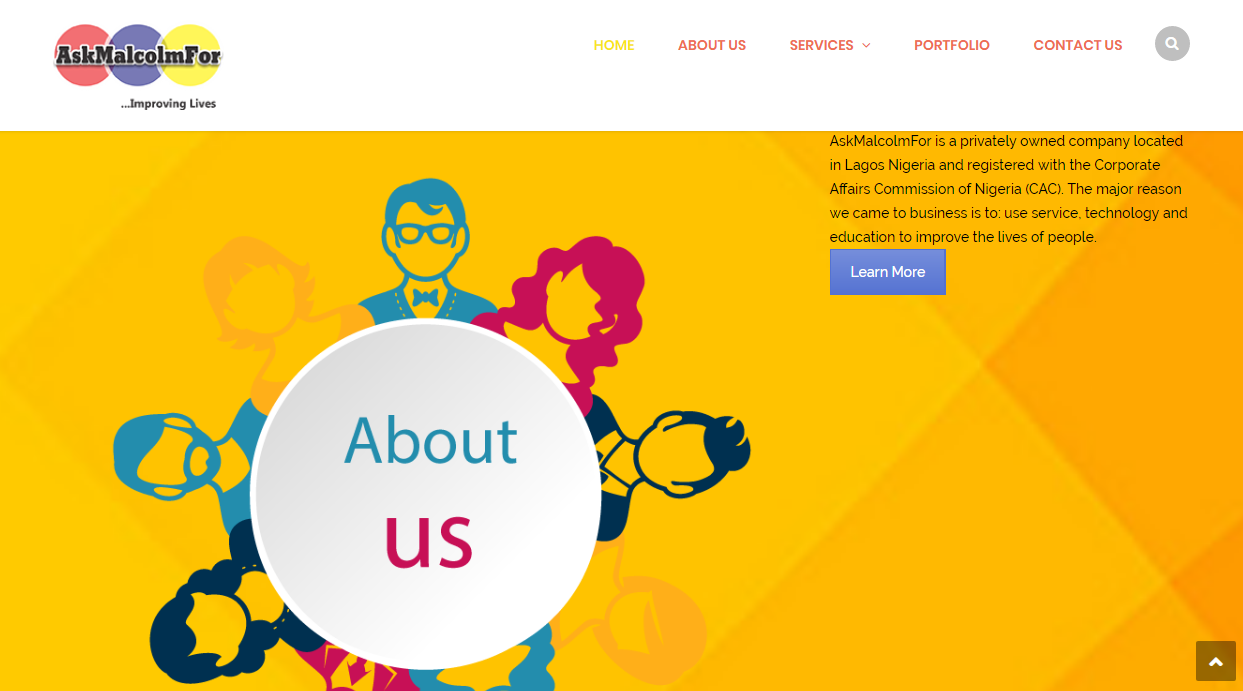 AskMalcolmFor
...Improving Lives
HOME ABOUT US SERVICES PORTFOLIO CONTACT US
AskMalcolmFor is a privately owned company located
in Lagos Nigeria and registered with the Corporate
Affairs Commission of Nigeria (CAC). The major reason
we came to business is to: use service, technology and
education to improve the lives of people.
Learn More
About
us